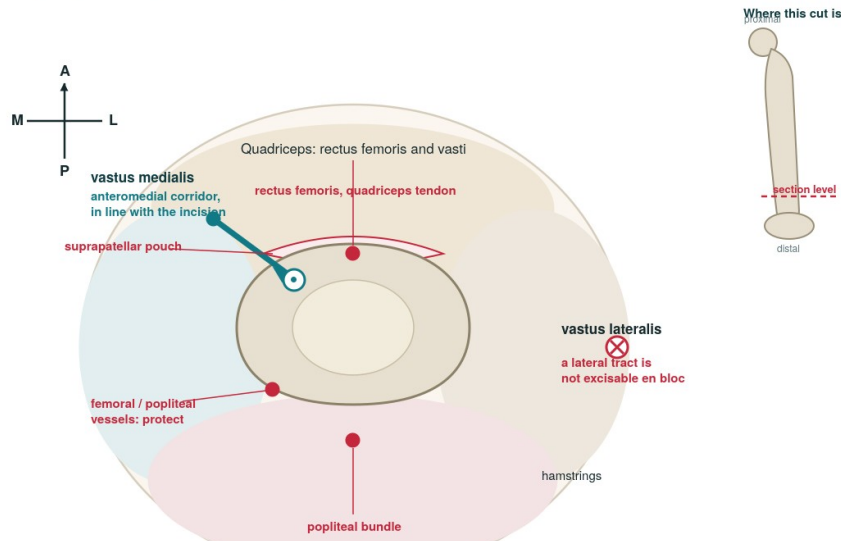 Where this cut is
proximal
A
M
L
P
Quadriceps: rectus femoris and vasti
vastus medialis
anteromedial corridor,
in line with the incision
rectus femoris, quadriceps tendon
section level
suprapatellar pouch
distal
vastus lateralis
a lateral tract is
not excisable en bloc
femoral / popliteal
vessels: protect
hamstrings
popliteal bundle